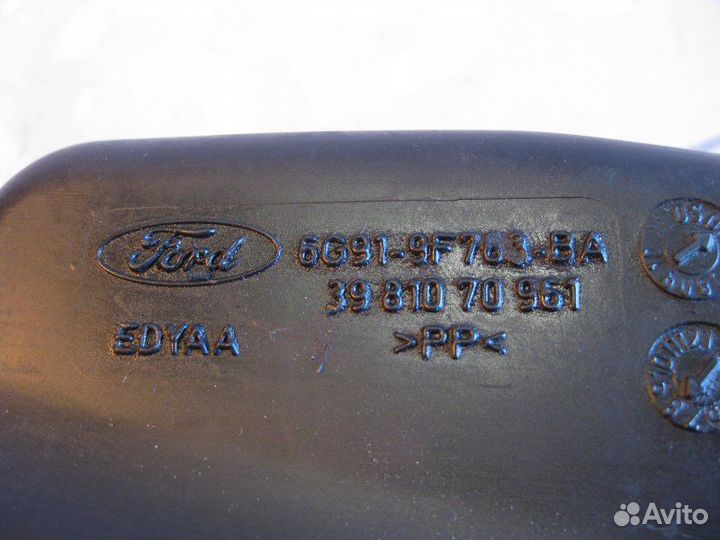 Ford 6G91-9F763-BA
39 810 70 961
EDYAA >PP<
Avito